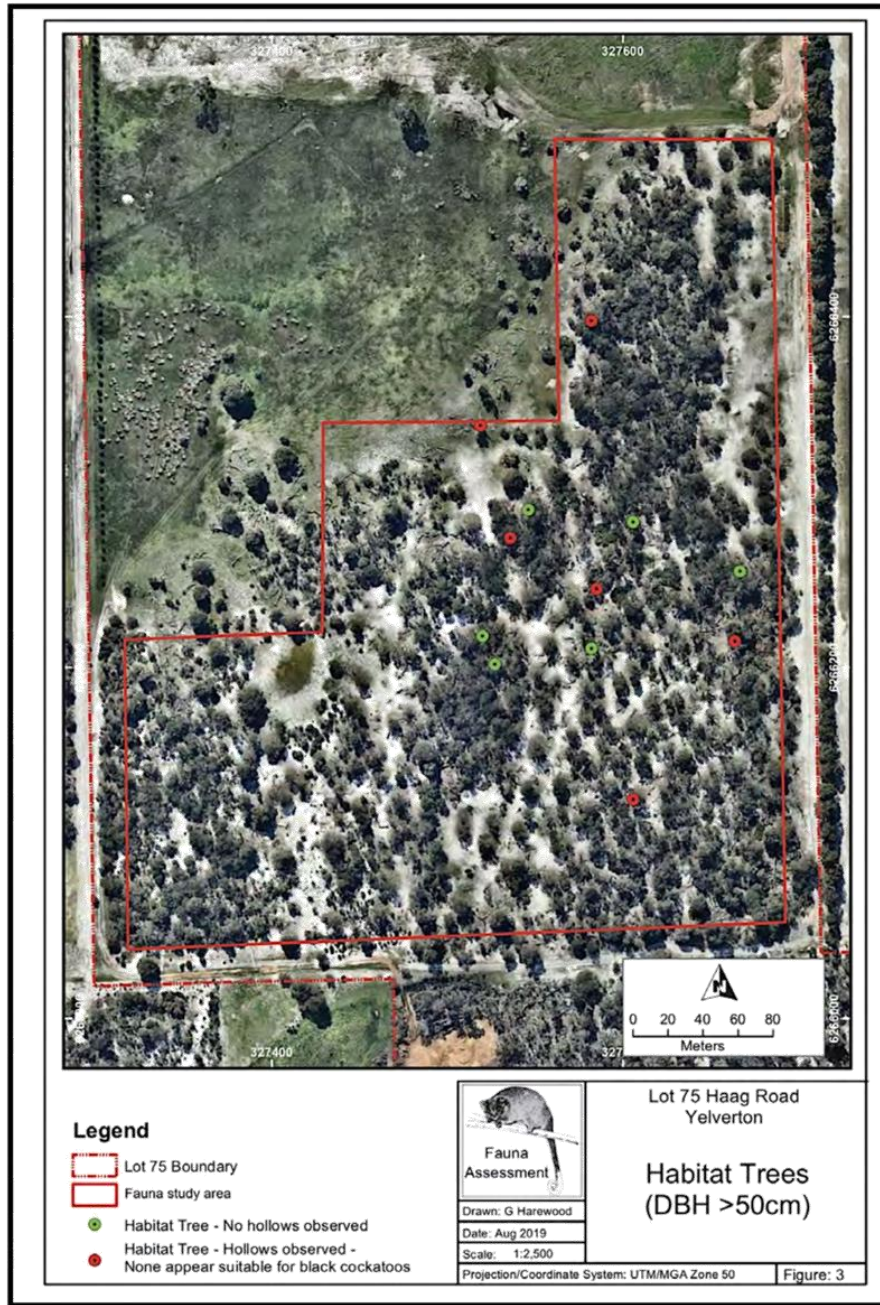 327400
327600
6266400
6266400
6266200
6266000
6266000
N
0 20 40 60 80
Meters
327400
Legend
Lot 75 Boundary
Fauna study area
Habitat Tree - No hollows observed
Habitat Tree - Hollows observed -
None appear suitable for black cockatoos
Fauna
Assessment
Drawn: G Harewood
Date: Aug 2019
Scale: 1:2,500
Projection/Coordinate System: UTM/MGA Zone 50
Lot 75 Haag Road
Yelverton
Habitat Trees
(DBH >50cm)
Figure: 3